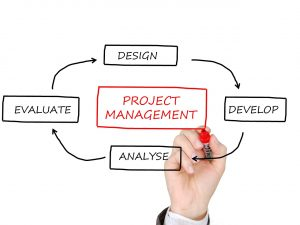 DESIGN
EVALUATE
PROJECT
MANAGEMENT
DEVELOP
ANALYSE